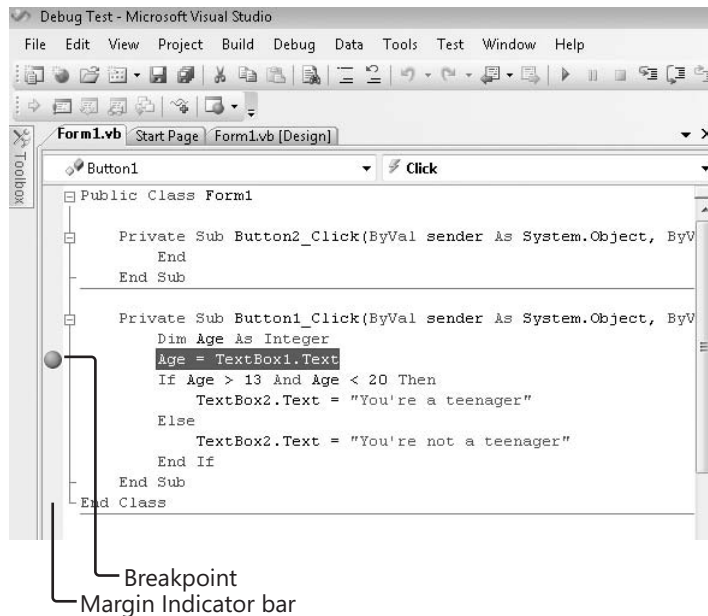 Debug Test - Microsoft Visual Studio
File Edit View Project Build Debug Data Tools Test Window Help
Form1.vb Start Page Form1.vb [Design]
Toolbox
Button1 Click
Public Class Form1
Private Sub Button2_Click(ByVal sender As System.Object, ByV
End
End Sub
Private Sub Button1_Click(ByVal sender As System.Object, ByV
Dim Age As Integer
Age = TextBox1.Text
If Age > 13 And Age < 20 Then
TextBox2.Text = "You're a teenager"
Else
TextBox2.Text = "You're not a teenager"
End If
End Sub
End Class
Breakpoint
Margin Indicator bar